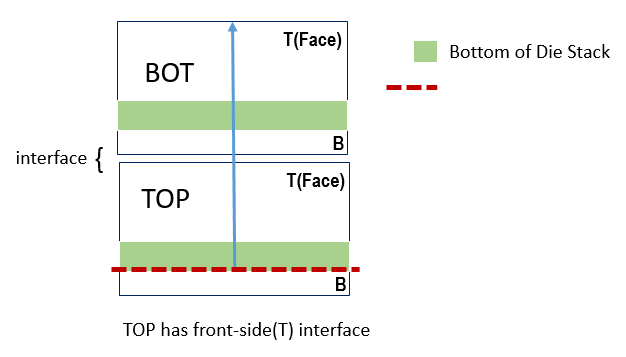 T(Face)
BOT
Bottom of Die Stack
B
interface {
T(Face)
TOP
B
TOP has front-side(T) interface